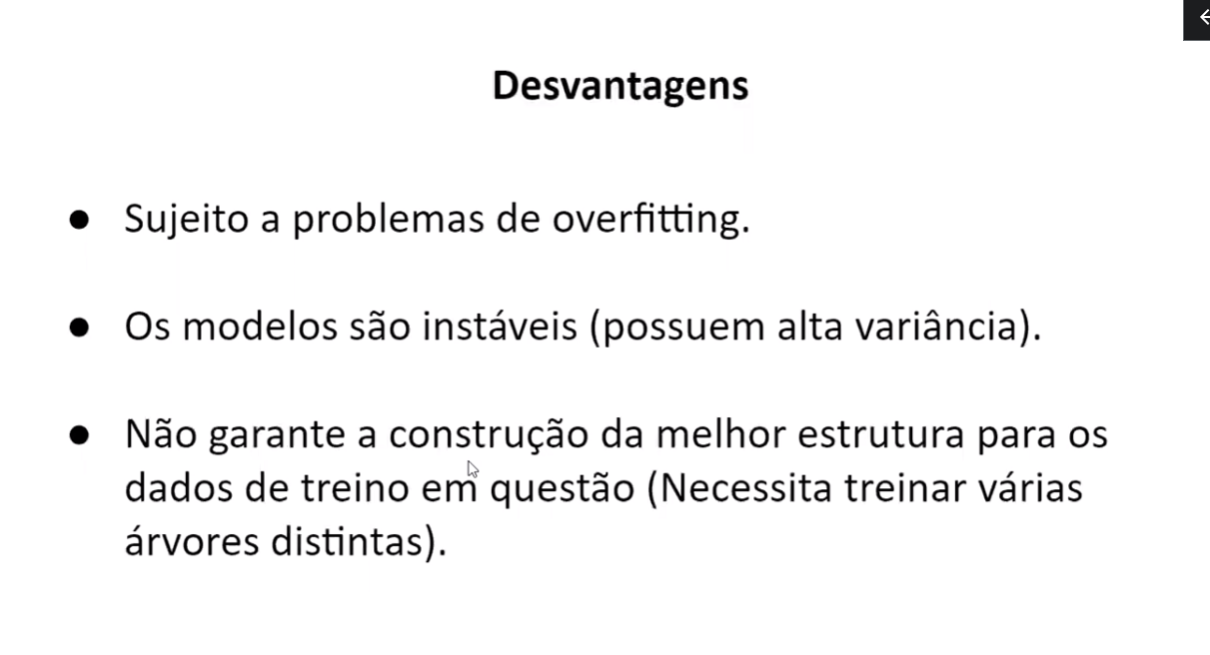 Desvantagens
● Sujeito a problemas de overfitting.
● Os modelos são instáveis (possuem alta variância).
● Não garante a construção da melhor estrutura para os
dados de treino em questão (Necessita treinar várias
árvores distintas).